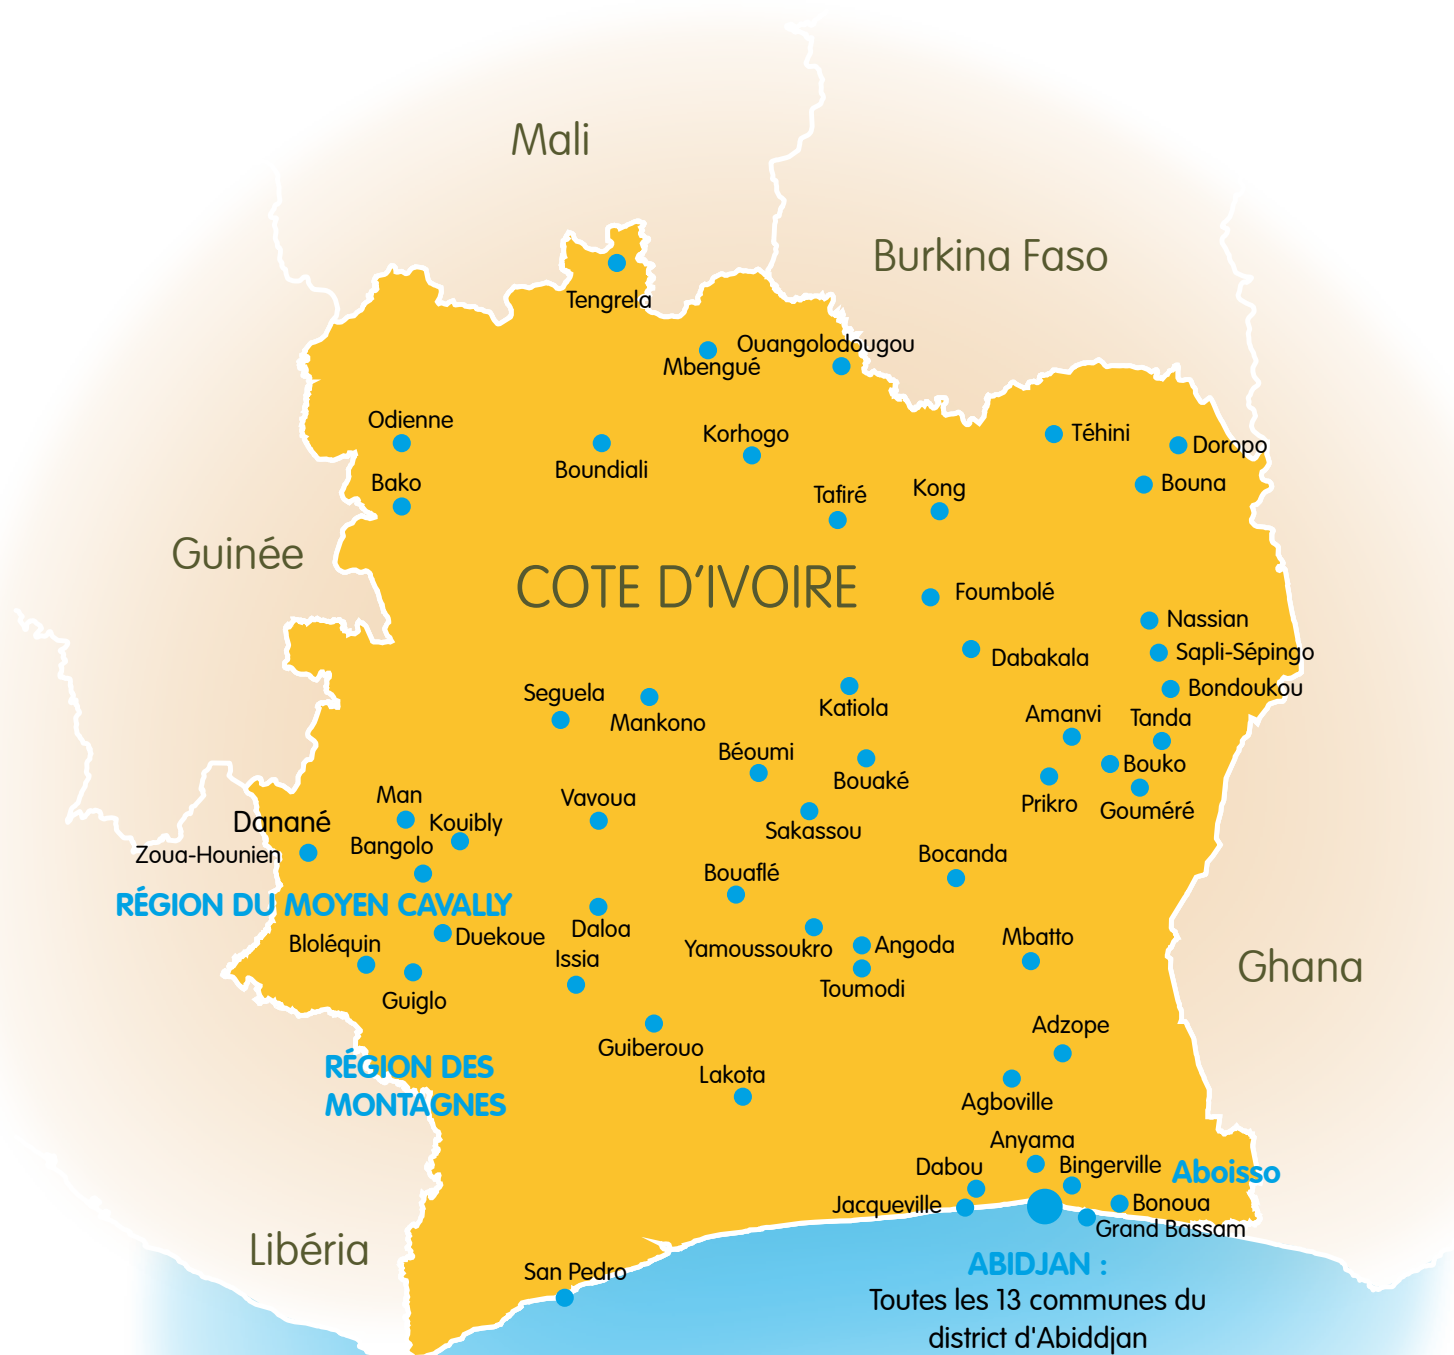 Mali
Burkina Faso
Tengrela
Ouangolodougou
Mbengué
Odienne
Korhogo
Téhini
Doropo
Boundiali
Bako
Bouna
Tafiré
Kong
Guinée
COTE D'IVOIRE
Foumbolé
Nassian
Sapli-Sépingo
Dabakala
Bondoukou
Seguela
Mankono
Katiola
Amanvi
Tanda
Béoumi
Bouaké
Bouko
Prikro
Gouméré
Man
Vavoua
Danané
Kouibly
Sakassou
Zoua-Hounien
Bangolo
Bocanda
Bouaflé
RÉGION DU MOYEN CAVALLY
Daloa
Duekoue
Bloléquin
Yamoussoukro
Angoda
Mbatto
Issia
Ghana
Toumodi
Guiglo
Adzope
Guiberouo
RÉGION DES
MONTAGNES
Lakota
Agboville
Anyama
Dabou
Bingerville
Aboisso
Jacqueville
Bonoua
Grand Bassam
Libéria
San Pedro
ABIDJAN :
Toutes les 13 communes du
district d'Abiddjan